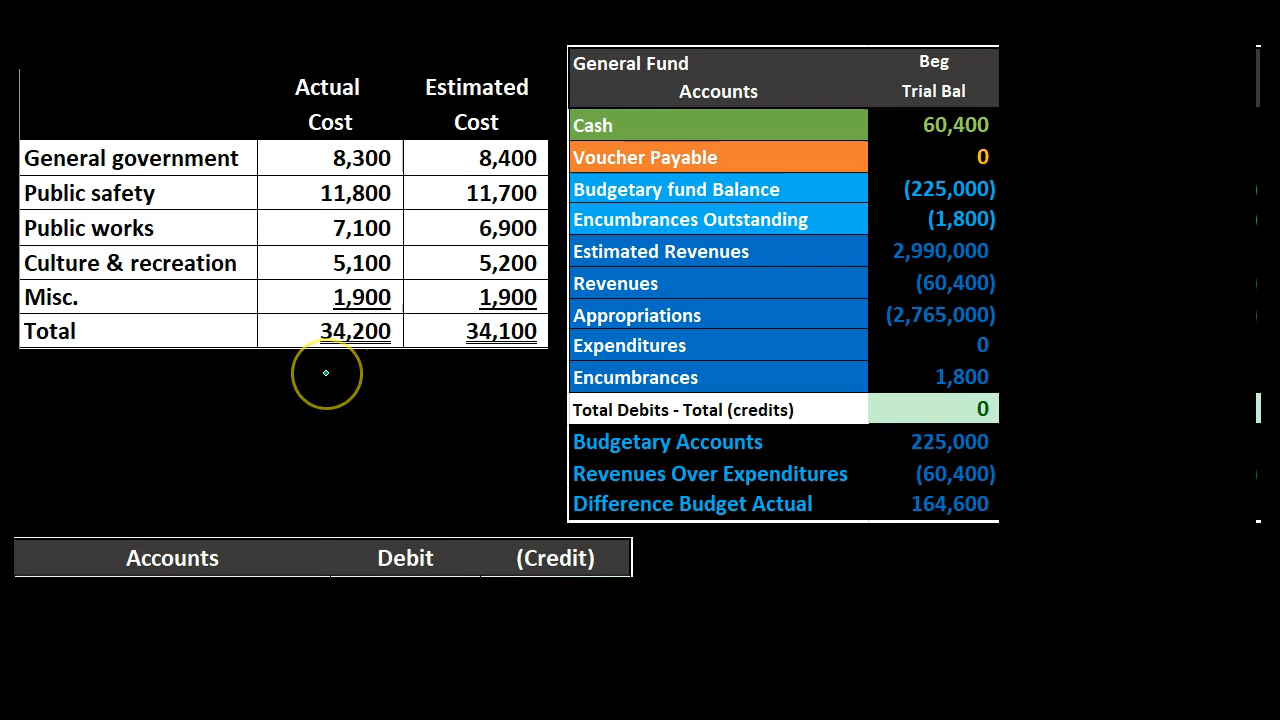 Actual Cost Estimated Cost
General government 8,300 8,400
Public safety 11,800 11,700
Public works 7,100 6,900
Culture & recreation 5,100 5,200
Misc. 1,900 1,900
Total 34,200 34,100
General Fund Beg
Accounts Trial Bal
Cash 60,400
Voucher Payable 0
Budgetary fund Balance (225,000)
Encumbrances Outstanding (1,800)
Estimated Revenues 2,990,000
Revenues (60,400)
Appropriations (2,765,000)
Expenditures 0
Encumbrances 1,800
Total Debits - Total (credits) 0
Budgetary Accounts 225,000
Revenues Over Expenditures (60,400)
Difference Budget Actual 164,600
Accounts Debit (Credit)